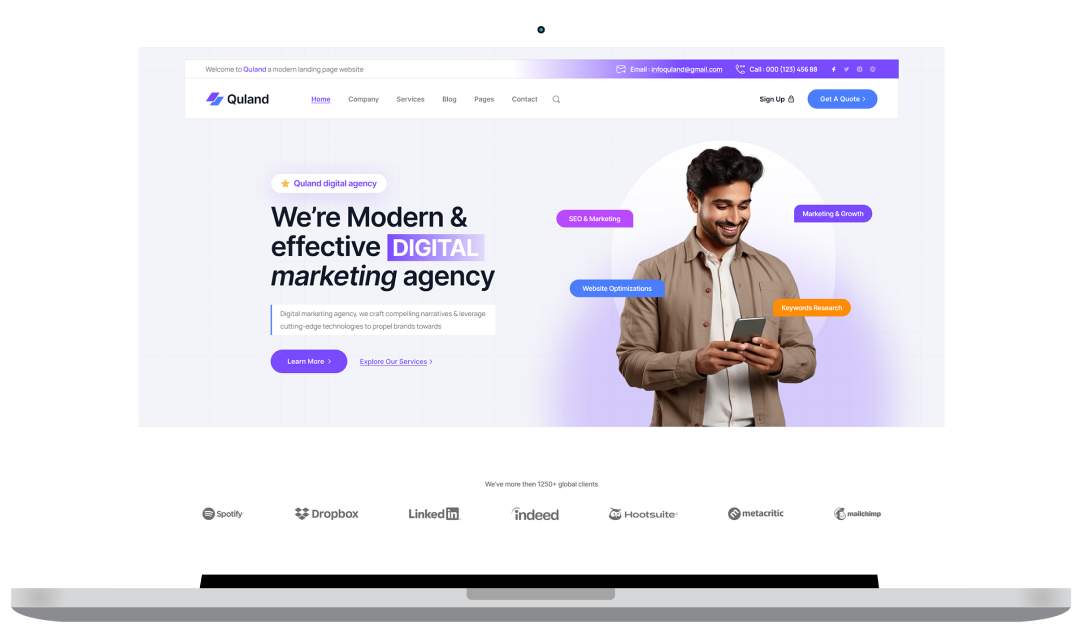 Welcome to Quland a modern landing page website
Email : infoquland@gmail.com
Call : 000 (123) 456 88
Quland
Home
Company
Services
Blog
Pages
Contact
Sign Up
Get A Quote
Quland digital agency
We're Modern &
effective DIGITAL
marketing agency
Digital marketing agency, we craft compelling narratives & leverage
cutting-edge technologies to propel brands towards
Learn More
Explore Our Services
SEO & Marketing
Marketing & Growth
Website Optimizations
Keywords Research
We've more then 1250+ global clients
Spotify
Dropbox
Linked in
indeed
Hootsuite
metacritic
mailchimp